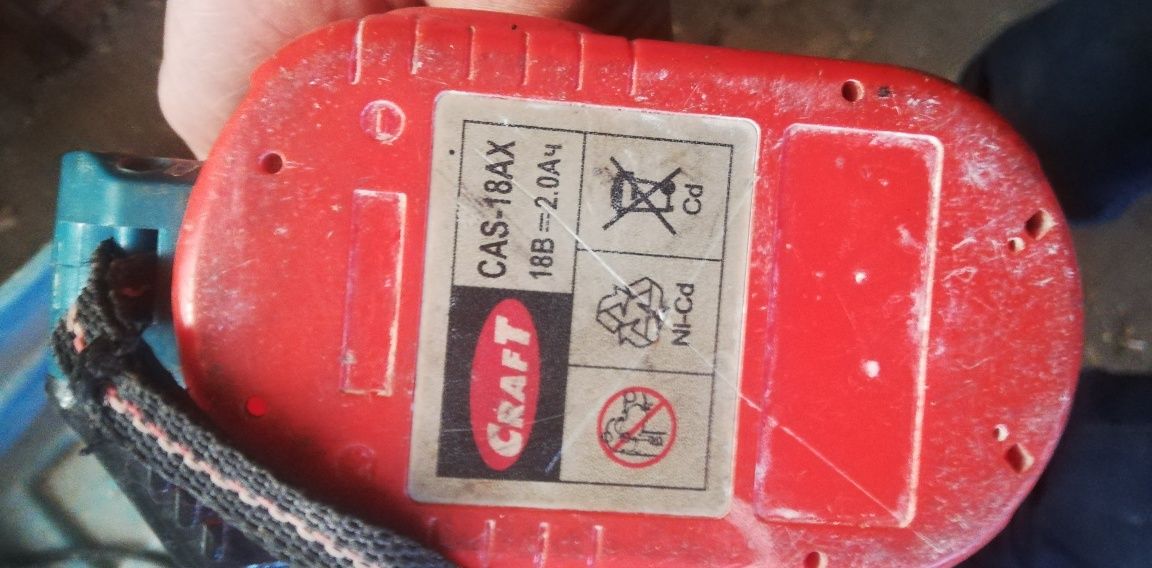 CRAFT
CAS-18AX
18В=2.0Ач
Ni-Cd
Cd